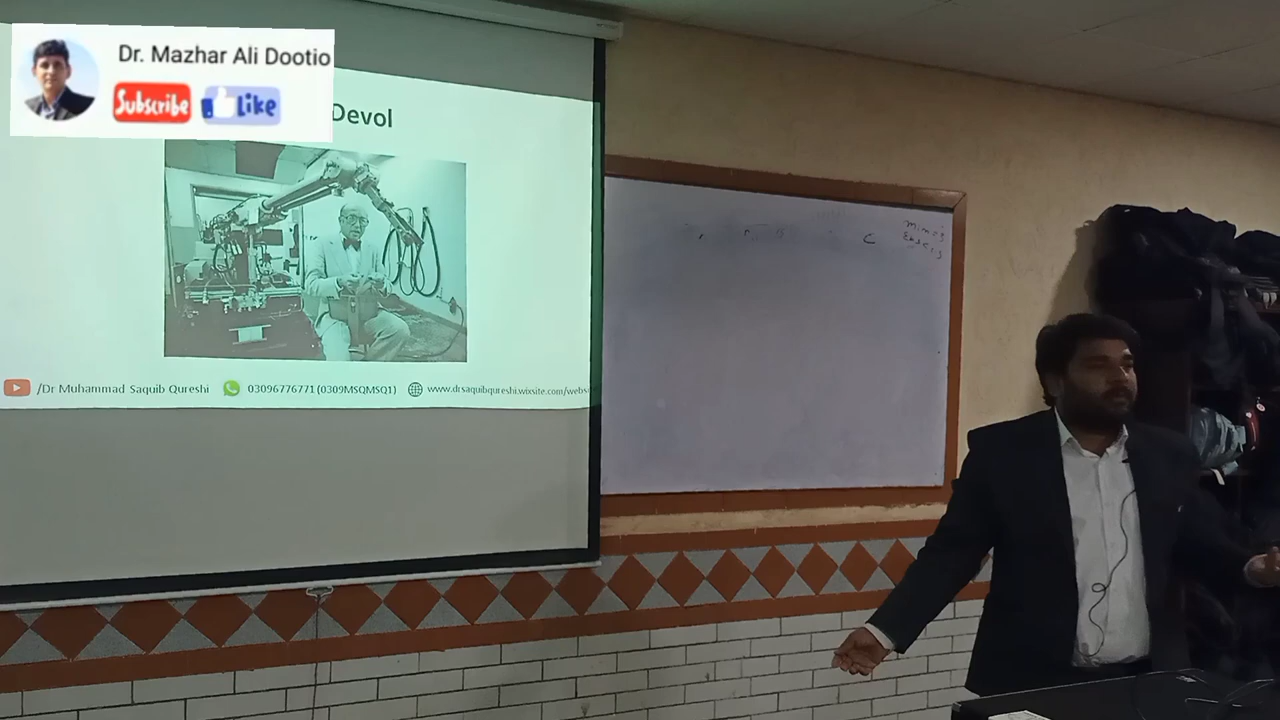 Dr. Mazhar Ali Dootio
Subscribe
Like
Devol
/Dr Muhammad Saquib Qureshi
03096776771 (0309MSQMSQ1)
www.drsaquibqureshi.wixsite.com/webs